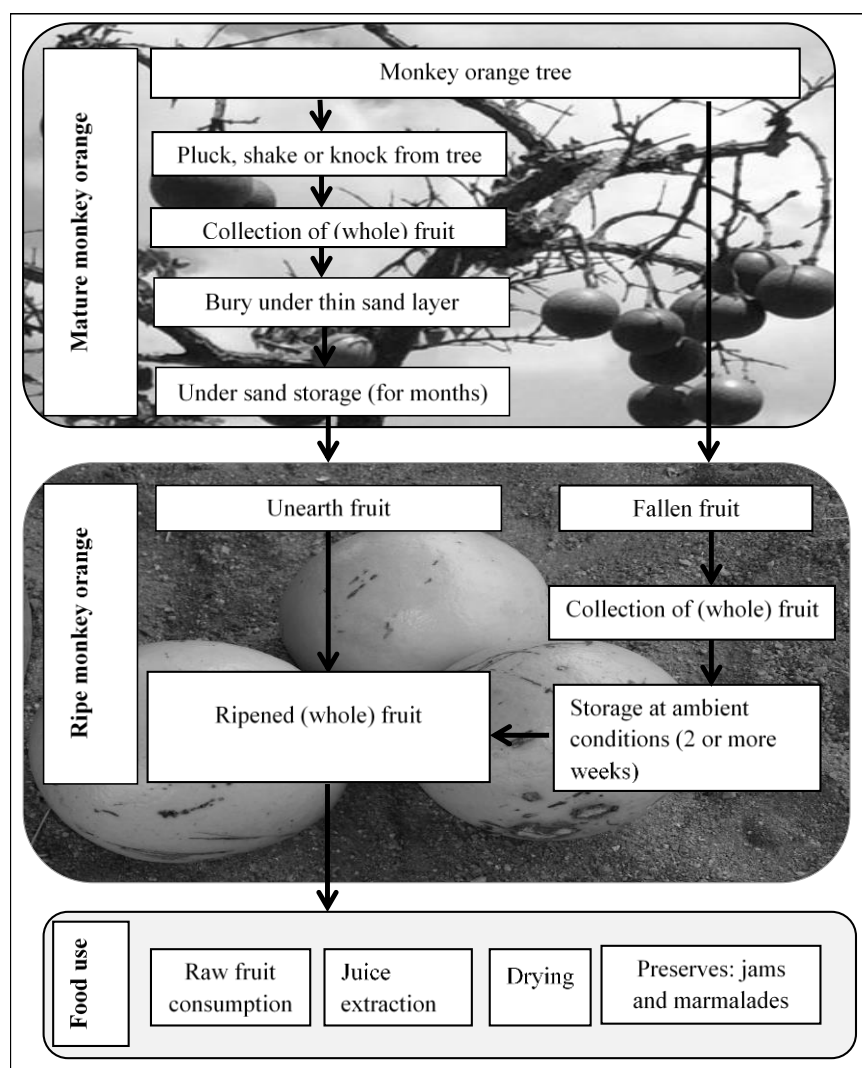 Mature monkey orange
Monkey orange tree
Pluck, shake or knock from tree
Collection of (whole) fruit
Bury under thin sand layer
Under sand storage (for months)
Ripe monkey orange
Unearth fruit
Fallen fruit
Collection of (whole) fruit
Ripened (whole) fruit
Storage at ambient
conditions (2 or more
weeks)
Food use
Raw fruit
consumption
Juice
extraction
Drying
Preserves: jams
and marmalades